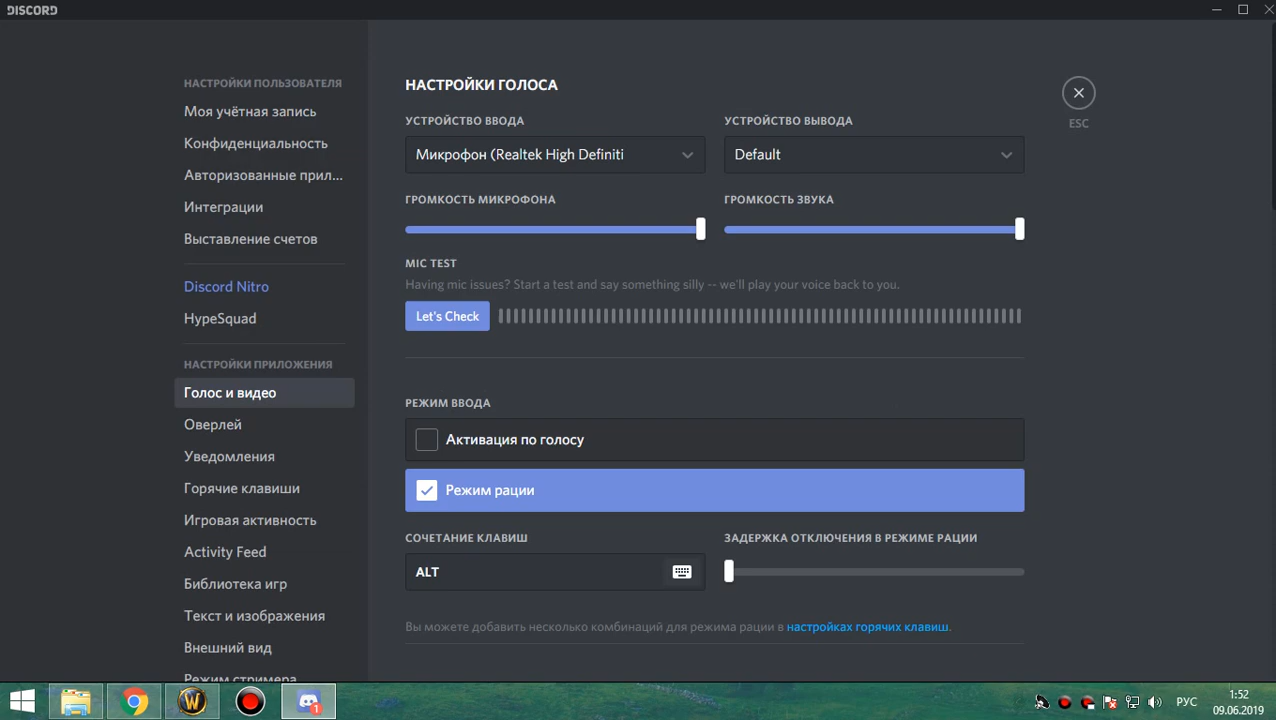 DISCORD
НАСТРОЙКИ ПОЛЬЗОВАТЕЛЯ
Моя учётная запись
Конфиденциальность
Авторизованные прил...
Интеграции
Выставление счетов
Discord Nitro
HypeSquad
НАСТРОЙКИ ПРИЛОЖЕНИЯ
Голос и видео
Оверлей
Уведомления
Горячие клавиши
Игровая активность
Activity Feed
Библиотека игр
Текст и изображения
Внешний вид
Режим стримера
НАСТРОЙКИ ГОЛОСА
УСТРОЙСТВО ВВОДА
Микрофон (Realtek High Definiti
УСТРОЙСТВО ВЫВОДА
Default
ESC
ГРОМКОСТЬ МИКРОФОНА
ГРОМКОСТЬ ЗВУКА
MIC TEST
Having mic issues? Start a test and say something silly -- we'll play your voice back to you.
Let's Check
РЕЖИМ ВВОДА
Активация по голосу
Режим рации
СОЧЕТАНИЕ КЛАВИШ
ALT
ЗАДЕРЖКА ОТКЛЮЧЕНИЯ В РЕЖИМЕ РАЦИИ
Вы можете добавить несколько комбинаций для режима рации в настройках горячих клавиш.
W
1
РУС
1:52
09.06.2019